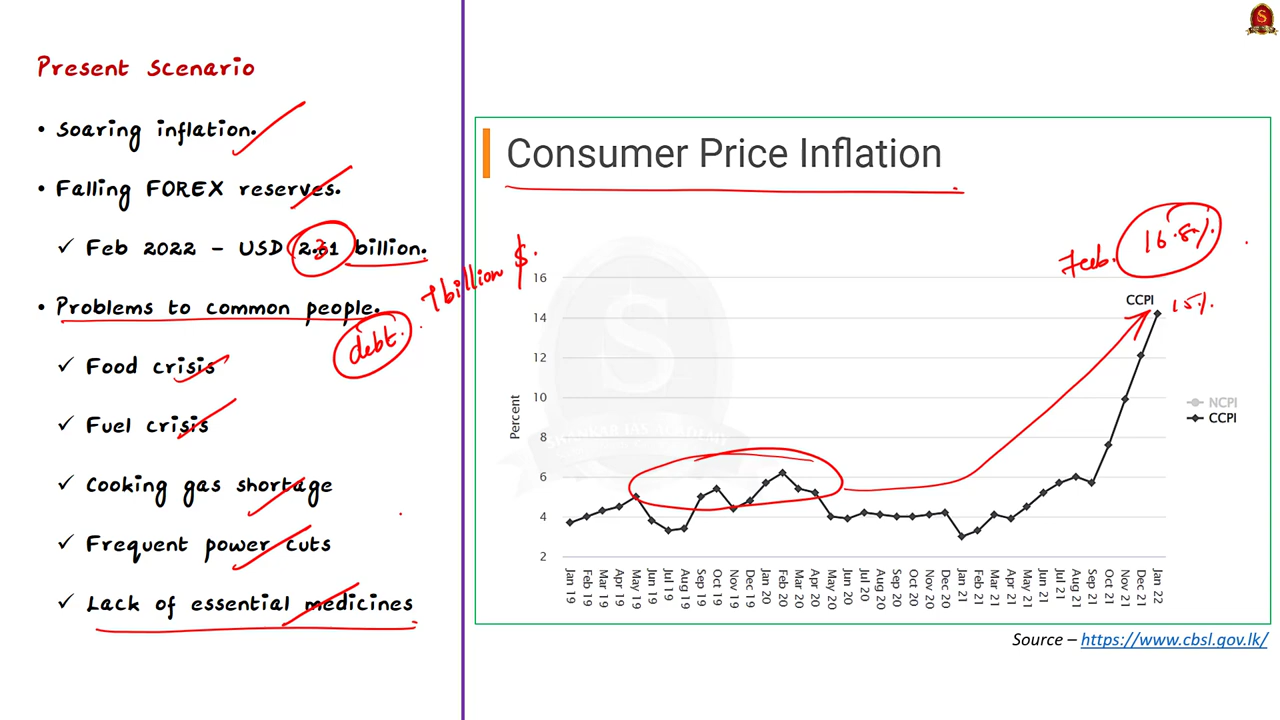 Present Scenario
• Soaring inflation.
• Falling FOREX reserves.
✓ Feb 2022 - USD 2.31 billion.
7 billion $.
• Problems to common people.
debt.
✓ Food crisis
✓ Fuel crisis
✓ Cooking gas shortage
✓ Frequent power cuts
✓ Lack of essential medicines
S
Consumer Price Inflation
Feb. 16.8%.
CCPI
15%.
16
14
12
10
8
6
4
2
Percent
S
SHANKAR IAS ACADEMY
NCPI
CCPI
Jan 19
Feb 19
Mar 19
Apr 19
May 19
Jun 19
Jul 19
Aug 19
Sep 19
Oct 19
Nov 19
Dec 19
Jan 20
Feb 20
Mar 20
Apr 20
May 20
Jun 20
Jul 20
Aug 20
Sep 20
Oct 20
Nov 20
Dec 20
Jan 21
Feb 21
Mar 21
Apr 21
May 21
Jun 21
Jul 21
Aug 21
Sep 21
Oct 21
Nov 21
Dec 21
Jan 22
Source – https://www.cbsl.gov.lk/